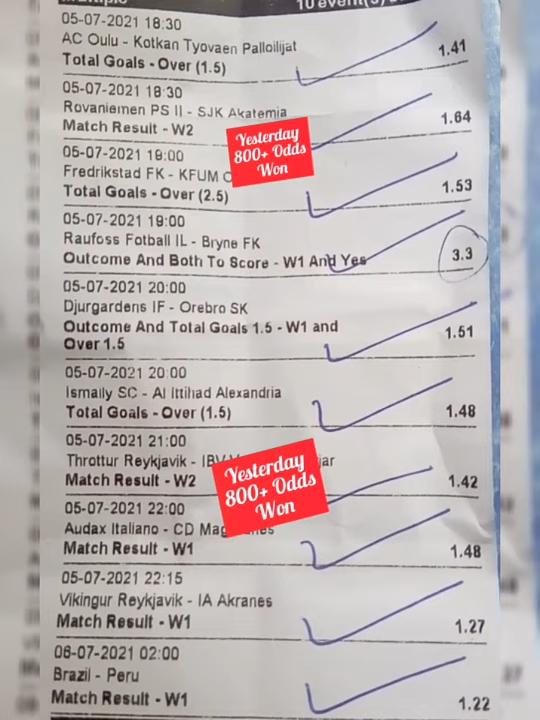 10 event(s)
05-07-2021 18:30
AC Oulu - Kotkan Tyovaen Palloilijat
Total Goals - Over (1.5)
1.41
05-07-2021 18:30
Rovaniemen PS II - SJK Akatemia
Match Result - W2
1.64
Yesterday
800+ Odds
Won
05-07-2021 19:00
Fredrikstad FK - KFUM
Total Goals - Over (2.5)
1.53
05-07-2021 19:00
Raufoss Fotball IL - Bryne FK
Outcome And Both To Score - W1 And Yes
3.3
05-07-2021 20:00
Djurgardens IF - Orebro SK
Outcome And Total Goals 1.5 - W1 and
Over 1.5
1.51
05-07-2021 20:00
Ismaily SC - Al Ittihad Alexandria
Total Goals - Over (1.5)
1.48
05-07-2021 21:00
Throttur Reykjavik - IBV
Match Result - W2
1.42
Yesterday
800+ Odds
Won
05-07-2021 22:00
Audax Italiano - CD
Match Result - W1
1.48
05-07-2021 22:15
Vikingur Reykjavik - IA Akranes
Match Result - W1
1.27
06-07-2021 02:00
Brazil - Peru
Match Result - W1
1.22